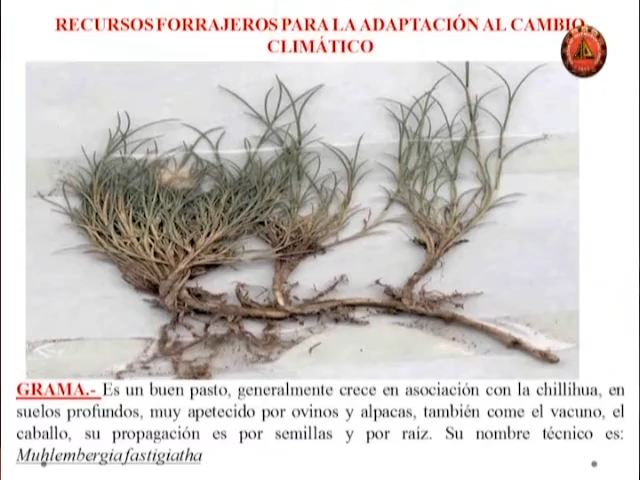 RECURSOS FORRAJEROS PARA LA ADAPTACIÓN AL CAMBIO
CLIMÁTICO
GRAMA.- Es un buen pasto, generalmente crece en asociación con la chillihua, en
suelos profundos, muy apetecido por ovinos y alpacas, también come el vacuno, el
caballo, su propagación es por semillas y por raíz. Su nombre técnico es:
Muhlembergia fastigiatha